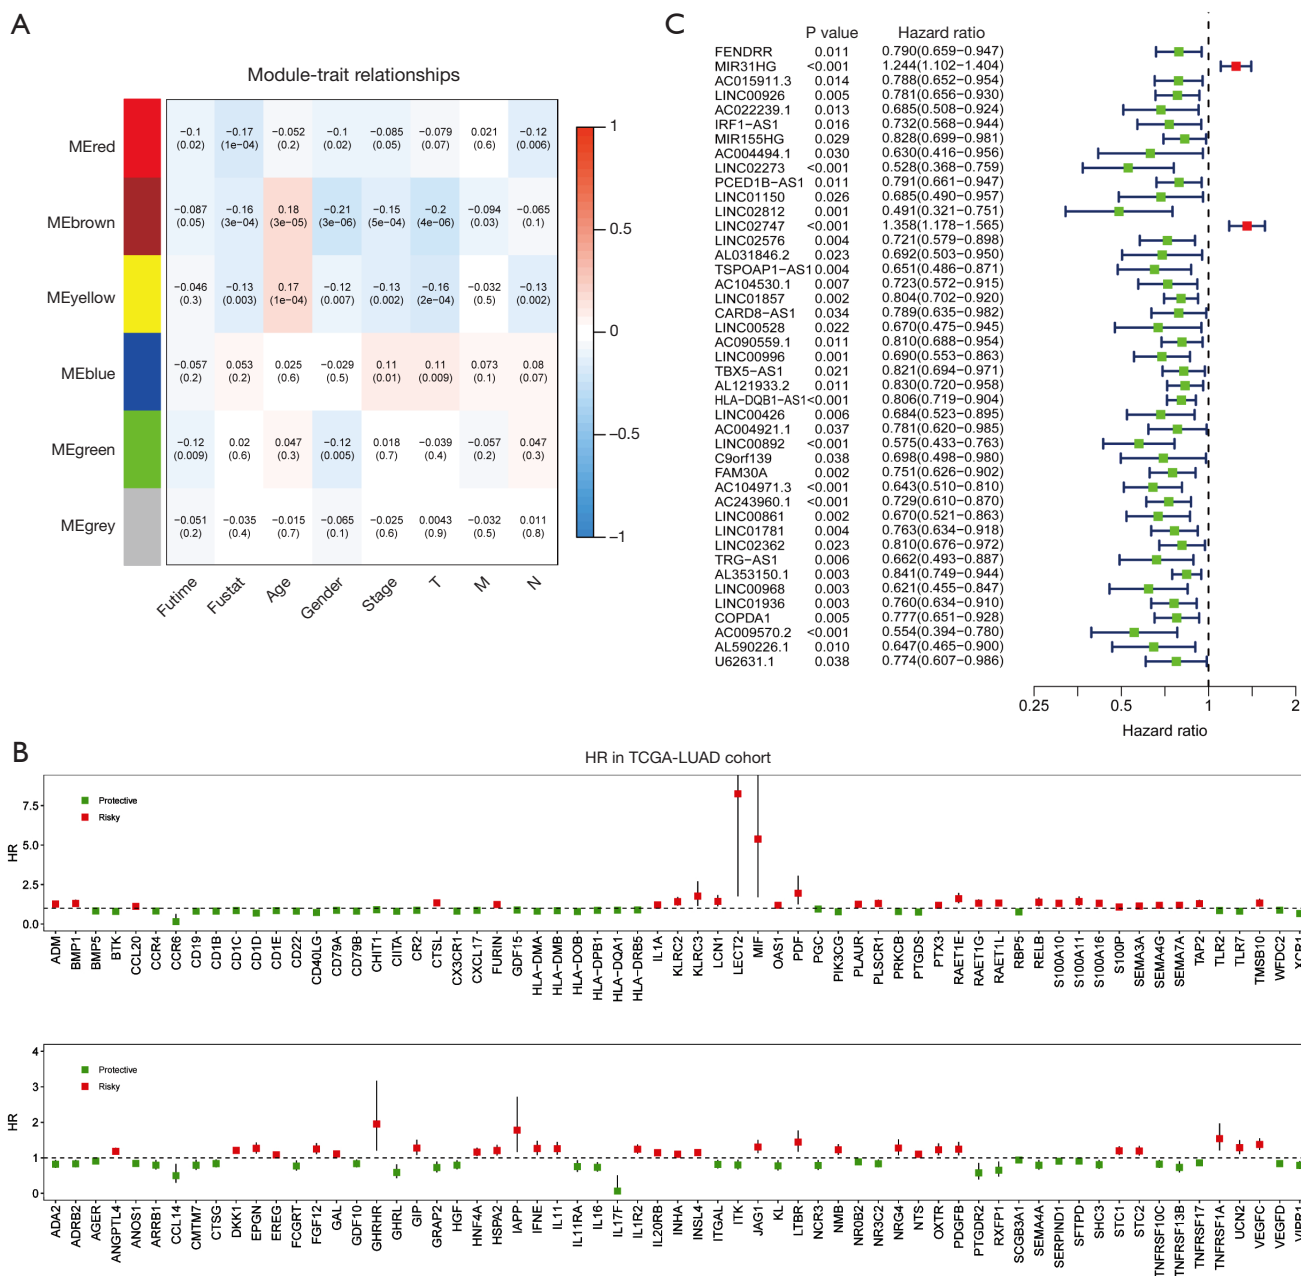 A
Module-trait relationships
MEred
MEbrown
MEyellow
MEblue
MEgreen
MEgrey
−0.1 −0.17 −0.052 −0.1 −0.085 −0.079 0.021 −0.12
(0.02) (1e−04) (0.2) (0.02) (0.05) (0.07) (0.6) (0.006)
−0.087 −0.16 0.18 −0.21 −0.15 −0.2 −0.094 −0.065
(0.05) (3e−04) (3e−05) (3e−06) (5e−04) (4e−06) (0.03) (0.1)
−0.046 −0.13 0.17 −0.12 −0.13 −0.16 −0.032 −0.13
(0.3) (0.003) (1e−04) (0.007) (0.002) (2e−04) (0.5) (0.002)
−0.057 0.053 0.025 −0.029 0.11 0.11 0.073 0.08
(0.2) (0.2) (0.6) (0.5) (0.01) (0.009) (0.1) (0.07)
−0.12 0.02 0.047 −0.12 0.018 −0.039 −0.057 0.047
(0.009) (0.6) (0.3) (0.005) (0.7) (0.4) (0.2) (0.3)
−0.051 −0.035 −0.015 −0.065 −0.025 0.0043 −0.032 0.011
(0.2) (0.4) (0.7) (0.1) (0.6) (0.9) (0.5) (0.8)
Futime Fustat Age Gender Stage T M N
1
0.5
0
−0.5
−1
C
P value Hazard ratio
FENDRR 0.011 0.790(0.659−0.947)
MIR31HG <0.001 1.244(1.102−1.404)
AC015911.3 0.014 0.788(0.652−0.954)
LINC00926 0.005 0.781(0.656−0.930)
AC022239.1 0.013 0.685(0.508−0.924)
IRF1−AS1 0.016 0.732(0.568−0.944)
MIR155HG 0.029 0.828(0.699−0.981)
AC004494.1 0.030 0.630(0.416−0.956)
LINC02273 <0.001 0.528(0.368−0.759)
PCED1B−AS1 0.011 0.791(0.661−0.947)
LINC01150 0.026 0.685(0.490−0.957)
LINC02812 0.001 0.491(0.321−0.751)
LINC02747 <0.001 1.358(1.178−1.565)
LINC02576 0.004 0.721(0.579−0.898)
AL031846.2 0.023 0.692(0.503−0.950)
TSPOAP1−AS1 0.004 0.651(0.486−0.871)
AC104530.1 0.007 0.723(0.572−0.915)
LINC01857 0.002 0.804(0.702−0.920)
CARD8−AS1 0.034 0.789(0.635−0.982)
LINC00528 0.022 0.670(0.475−0.945)
AC090559.1 0.011 0.810(0.688−0.954)
LINC00996 0.001 0.690(0.553−0.863)
TBX5−AS1 0.021 0.821(0.694−0.971)
AL121933.2 0.011 0.830(0.720−0.958)
HLA−DQB1−AS1 <0.001 0.806(0.719−0.904)
LINC00426 0.006 0.684(0.523−0.895)
AC004921.1 0.037 0.781(0.620−0.985)
LINC00892 <0.001 0.575(0.433−0.763)
C9orf139 0.038 0.698(0.498−0.980)
FAM30A 0.002 0.751(0.626−0.902)
AC104971.3 <0.001 0.643(0.510−0.810)
AC243960.1 <0.001 0.729(0.610−0.870)
LINC00861 0.002 0.670(0.521−0.863)
LINC01781 0.004 0.763(0.634−0.918)
LINC02362 0.023 0.810(0.676−0.972)
TRG−AS1 0.006 0.662(0.493−0.887)
AL353150.1 0.003 0.841(0.749−0.944)
LINC00968 0.003 0.621(0.455−0.847)
LINC01936 0.003 0.760(0.634−0.910)
COPDA1 0.005 0.777(0.651−0.928)
AC009570.2 <0.001 0.554(0.394−0.780)
AL590226.1 0.010 0.647(0.465−0.900)
U62631.1 0.038 0.774(0.607−0.986)
0.25 0.5 1 2
Hazard ratio
B
HR in TCGA-LUAD cohort
Protective
Risky
HR
7.5
5.0
2.5
0.0
ADM BMP1 BMP5 BTK CCL20 CCR4 CCR6 CD19 CD1B CD1C CD1D CD1E CD22 CD40LG CD79A CD79B CHIT1 CIITA CR2 CTSL CX3CR1 CXCL17 FURIN GDF15 HLA−DMA HLA−DMB HLA−DOB HLA−DPB1 HLA−DQA1 HLA−DRB5 IL1A KLRC2 KLRC3 LCN1 LECT2 MIF OAS1 PDF PGC PIK3CG PLAUR PLSCR1 PRKCB PTGDS PTX3 RAET1E RAET1G RAET1L RBP5 RELB S100A10 S100A11 S100A16 S100P SEMA3A SEMA4G SEMA7A TAP2 TLR2 TLR7 TMSB10 WFDC2 XCR1
Protective
Risky
HR
4
3
2
1
0
ADA2 ADRB2 AGER ANGPTL4 ANOS1 ARRB1 CCL14 CMTM7 CTSG DKK1 EPGN EREG FCGRT FGF12 GAL GDF10 GHRHR GHRL GIP GRAP2 HGF HNF4A HSPA2 IAPP IFNE IL11 IL11RA IL16 IL17F IL1R2 IL20RB INHA INSL4 ITGAL ITK JAG1 KL LTBR NCR3 NMB NR0B2 NR3C2 NRG4 NTS OXTR PDGFB PTGDR2 RXFP1 SCGB3A1 SEMA4A SERPIND1 SFTPD SHC3 STC1 STC2 TNFRSF10C TNFRSF13B TNFRSF17 TNFRSF1A UCN2 VEGFC VEGFD VIPR1